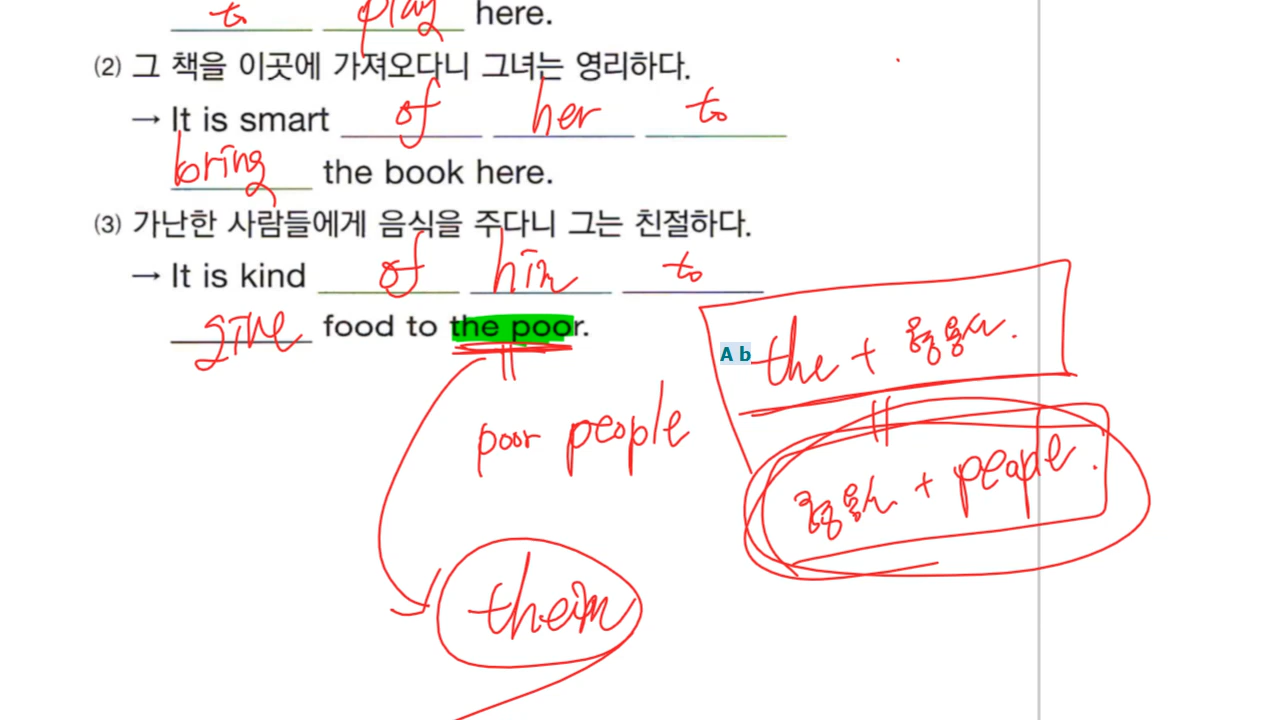 to play here.
(2) 그 책을 이곳에 가져오다니 그녀는 영리하다.
→ It is smart of her to
bring the book here.
(3) 가난한 사람들에게 음식을 주다니 그는 친절하다.
→ It is kind of him to
give food to the poor.
A b
the + 형용사.
||
poor people
형용사 + people.
them